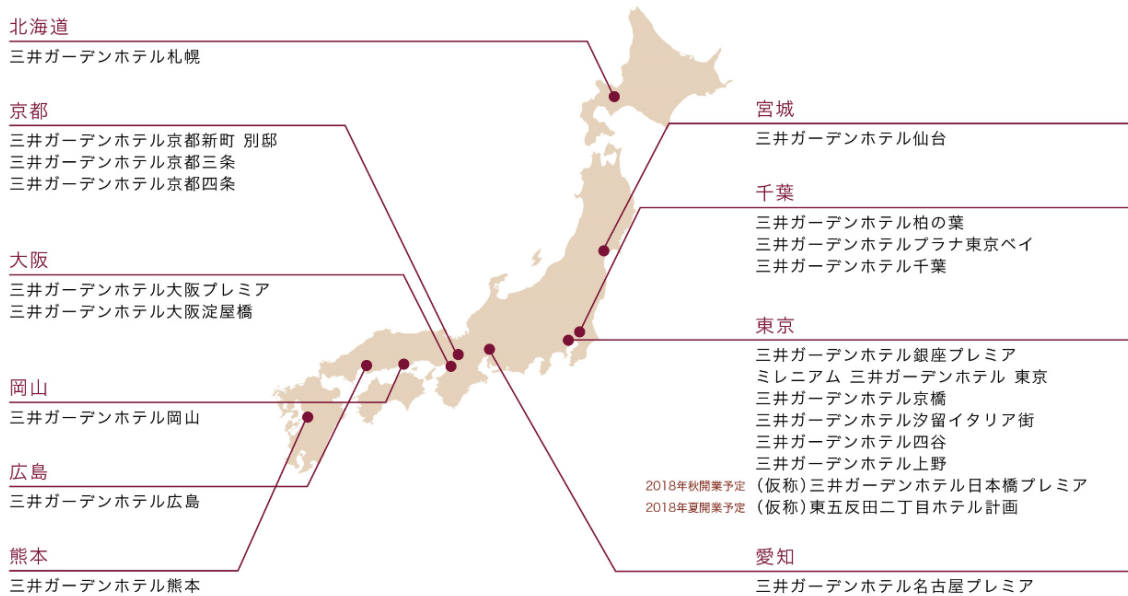 北海道
三井ガーデンホテル札幌
京都
三井ガーデンホテル京都新町 別邸
三井ガーデンホテル京都三条
三井ガーデンホテル京都四条
大阪
三井ガーデンホテル大阪プレミア
三井ガーデンホテル大阪淀屋橋
岡山
三井ガーデンホテル岡山
広島
三井ガーデンホテル広島
熊本
三井ガーデンホテル熊本
宮城
三井ガーデンホテル仙台
千葉
三井ガーデンホテル柏の葉
三井ガーデンホテルプラナ東京ベイ
三井ガーデンホテル千葉
東京
三井ガーデンホテル銀座プレミア
ミレニアム 三井ガーデンホテル 東京
三井ガーデンホテル京橋
三井ガーデンホテル汐留イタリア街
三井ガーデンホテル四谷
三井ガーデンホテル上野
2018年秋開業予定 (仮称)三井ガーデンホテル日本橋プレミア
2018年夏開業予定 (仮称)東五反田二丁目ホテル計画
愛知
三井ガーデンホテル名古屋プレミア